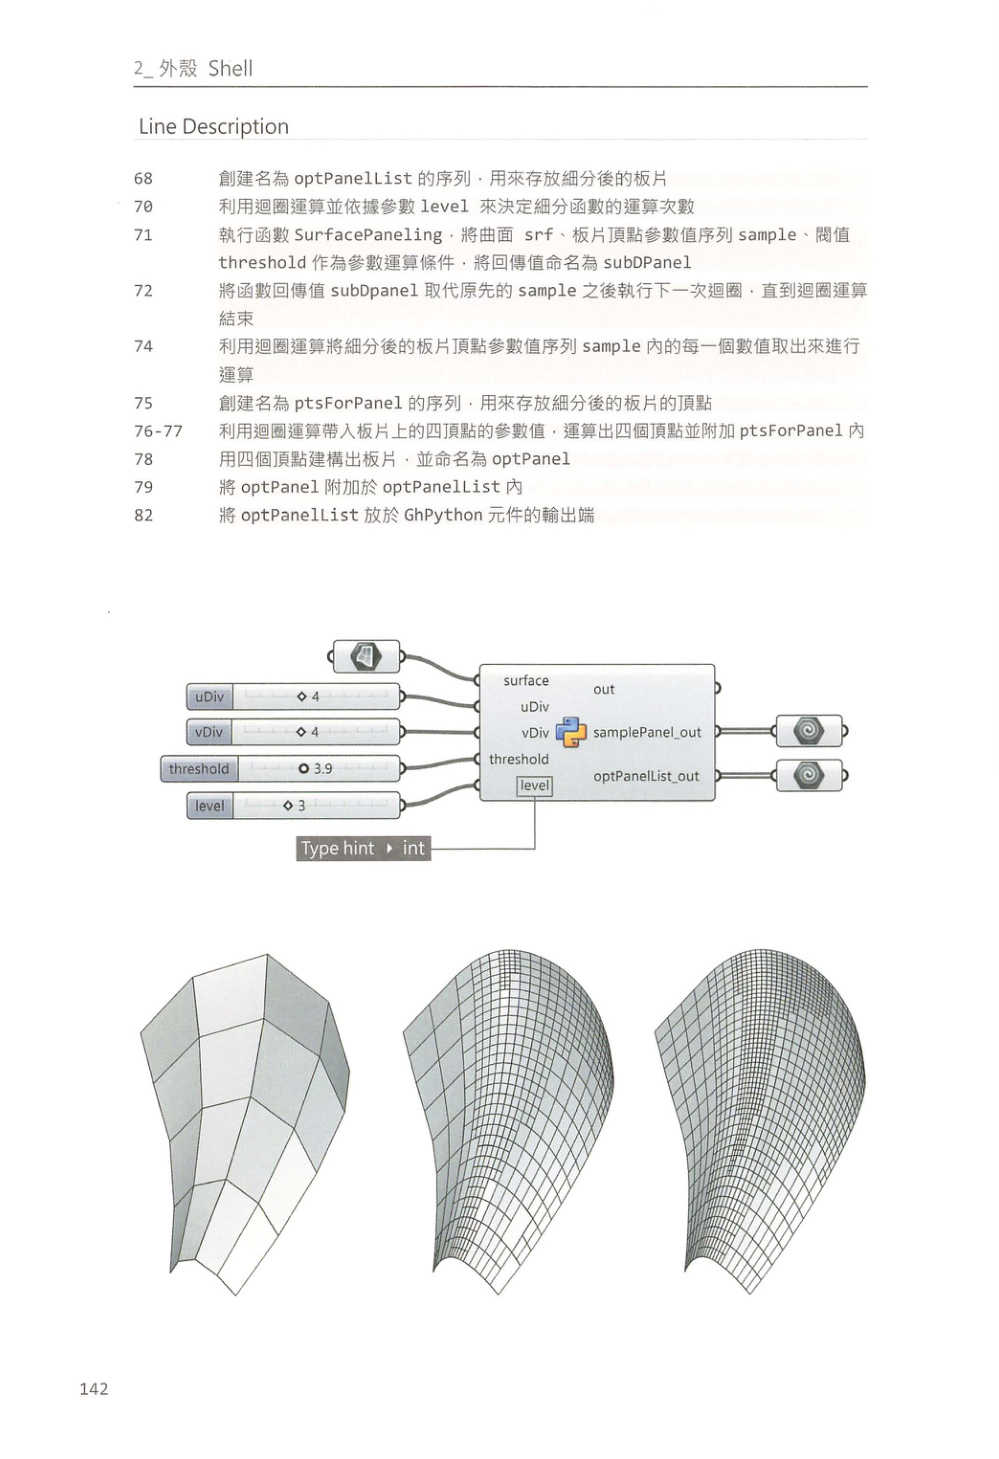 2_ 外殼 Shell
Line Description
68 創建名為 optPanelList 的序列，用來存放細分後的板片
70 利用迴圈運算並依據參數 level 來決定細分函數的運算次數
71 執行函數 SurfacePaneling，將曲面 srf、板片頂點參數值序列 sample、閥值
threshold 作為參數運算條件，將回傳值命名為 subDPanel
72 將函數回傳值 subDpanel 取代原先的 sample 之後執行下一次迴圈，直到迴圈運算
結束
74 利用迴圈運算將細分後的板片頂點參數值序列 sample 內的每一個數值取出來進行
運算
75 創建名為 ptsForPanel 的序列，用來存放細分後的板片的頂點
76-77 利用迴圈運算帶入板片上的四頂點的參數值，運算出四個頂點並附加 ptsForPanel 內
78 用四個頂點建構出板片，並命名為 optPanel
79 將 optPanel 附加於 optPanelList 內
82 將 optPanelList 放於 GhPython 元件的輸出端
surface
out
uDiv 4
uDiv
vDiv 4
vDiv
samplePanel_out
threshold 3.9
threshold
optPanelList_out
level 3
level
Type hint ▸ int
142